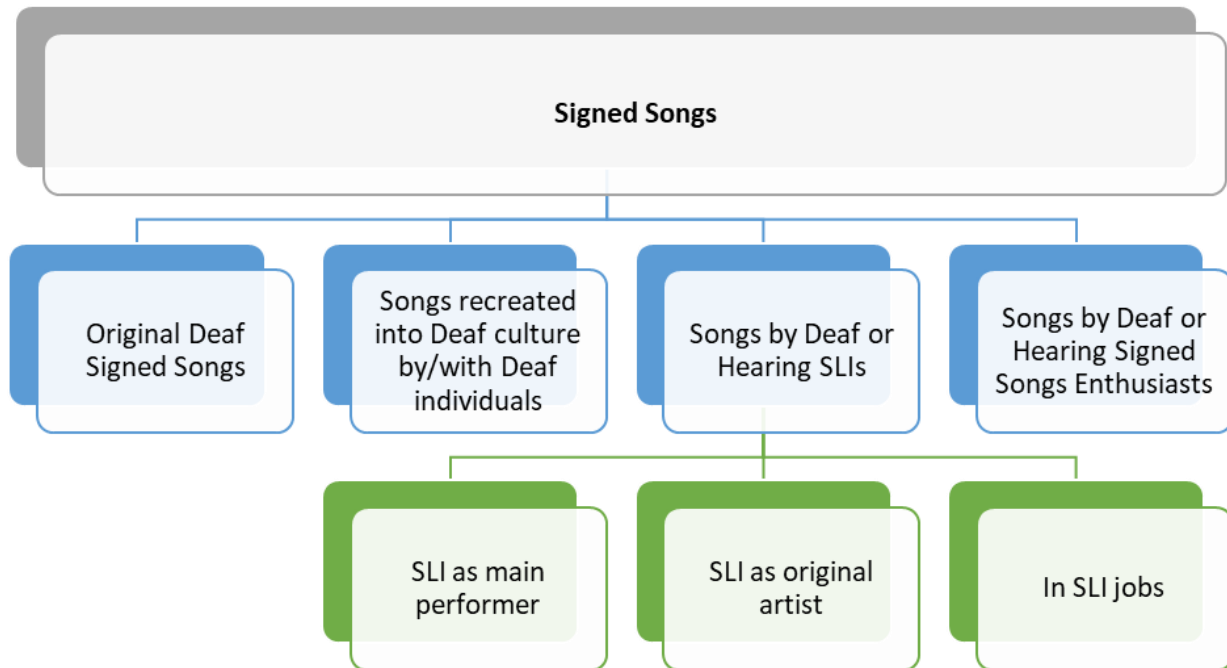 Signed Songs
Original Deaf
Signed Songs
Songs recreated
into Deaf culture
by/with Deaf
individuals
Songs by Deaf or
Hearing SLIs
Songs by Deaf or
Hearing Signed
Songs Enthusiasts
SLI as main
performer
SLI as original
artist
In SLI jobs